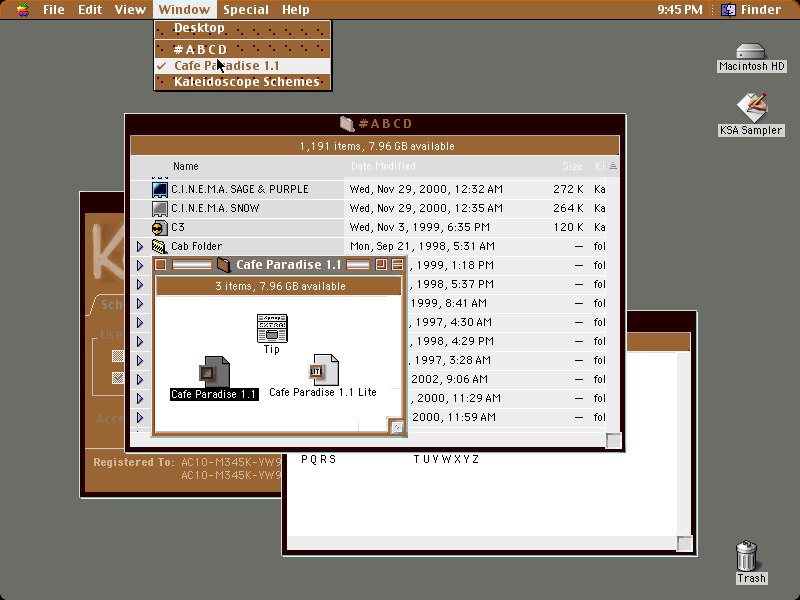 File Edit View Window Special Help 9:45 PM Finder
Desktop
#ABCD
Cafe Paradise 1.1
Kaleidoscope Schemes
Macintosh HD
KSA Sampler
#ABCD
1,191 items, 7.96 GB available
Name Date Modified Size Ki
C.I.N.E.M.A. SAGE & PURPLE Wed, Nov 29, 2000, 12:32 AM 272 K Ka
C.I.N.E.M.A. SNOW Wed, Nov 29, 2000, 12:35 AM 264 K Ka
C3 Wed, Nov 3, 1999, 6:35 PM 120 K Ka
Cab Folder Mon, Sep 21, 1998, 5:31 AM — fol
, 1999, 1:18 PM — fol
, 1998, 5:37 PM — fol
1999, 8:41 AM — fol
, 1997, 4:30 AM — fol
, 1998, 4:29 PM — fol
, 1997, 3:28 AM — fol
2002, 9:06 AM — fol
, 2000, 11:29 AM — fol
2000, 11:59 AM — fol
Cafe Paradise 1.1
3 items, 7.96 GB available
Tip
Cafe Paradise 1.1
Cafe Paradise 1.1 Lite
K
Sch
Use
Acce
Registered To: AC10-M345K-YW9
AC10-M345K-YW9
PQRS TUVWXYZ
Trash